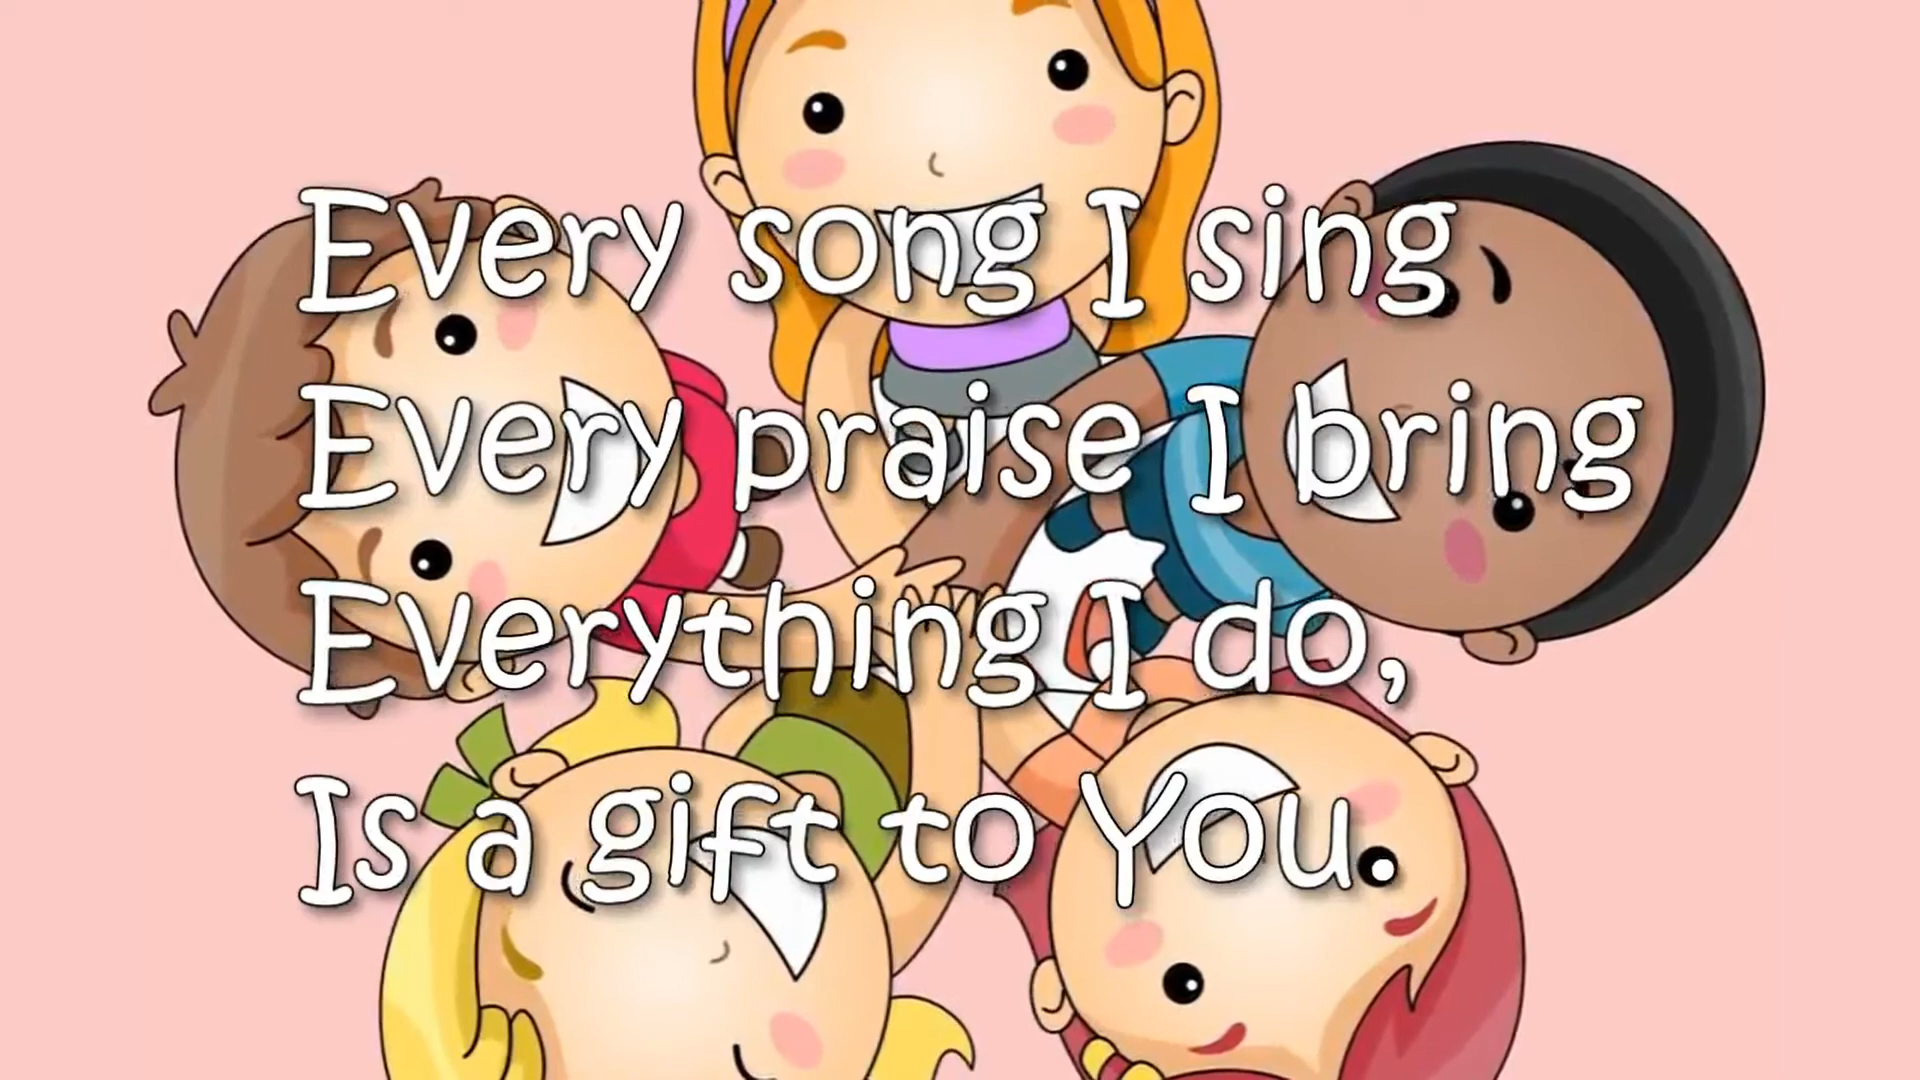 Every song I sing
Every praise I bring
Everything I do,
Is a gift to You.